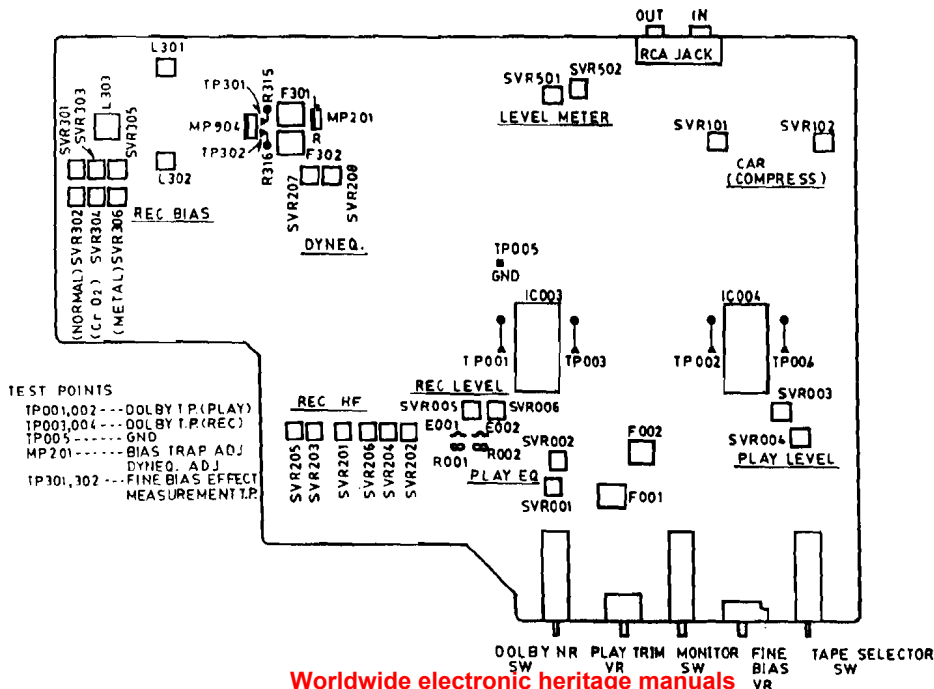 OUT IN
RCA JACK
L301
SVR301
SVR303
L303
SVR305
TP301
R315
F301
MP904
MP201
R
TP302
R316
F302
L302
SVR207
SVR208
DYNEQ.
REC BIAS
(NORMAL) SVR302
(Cr O2) SVR304
(METAL) SVR306
SVR501
SVR502
LEVEL METER
SVR101
SVR102
CAR
(COMPRESS)
TP005
GND
IC003
IC004
TP001
TP003
TP002
TP004
TEST POINTS
TP001,002 --- DOLBY T.P.(PLAY)
TP003,004 --- DOLBY T.P.(REC)
TP005 ------ GND
MP201 ----- BIAS TRAP ADJ
DYNEQ. ADJ
TP301,302 --- FINE BIAS EFFECT
MEASUREMENT T.P.
REC HF
SVR205
SVR203
SVR201
SVR206
SVR204
SVR202
REC LEVEL
SVR005
SVR006
E001
E002
R001
R002
PLAY EQ
SVR002
SVR001
F002
F001
SVR003
SVR004
PLAY LEVEL
DOLBY NR SW
PLAY TRIM VR
MONITOR SW
FINE BIAS VR
TAPE SELECTOR SW
Worldwide electronic heritage manuals